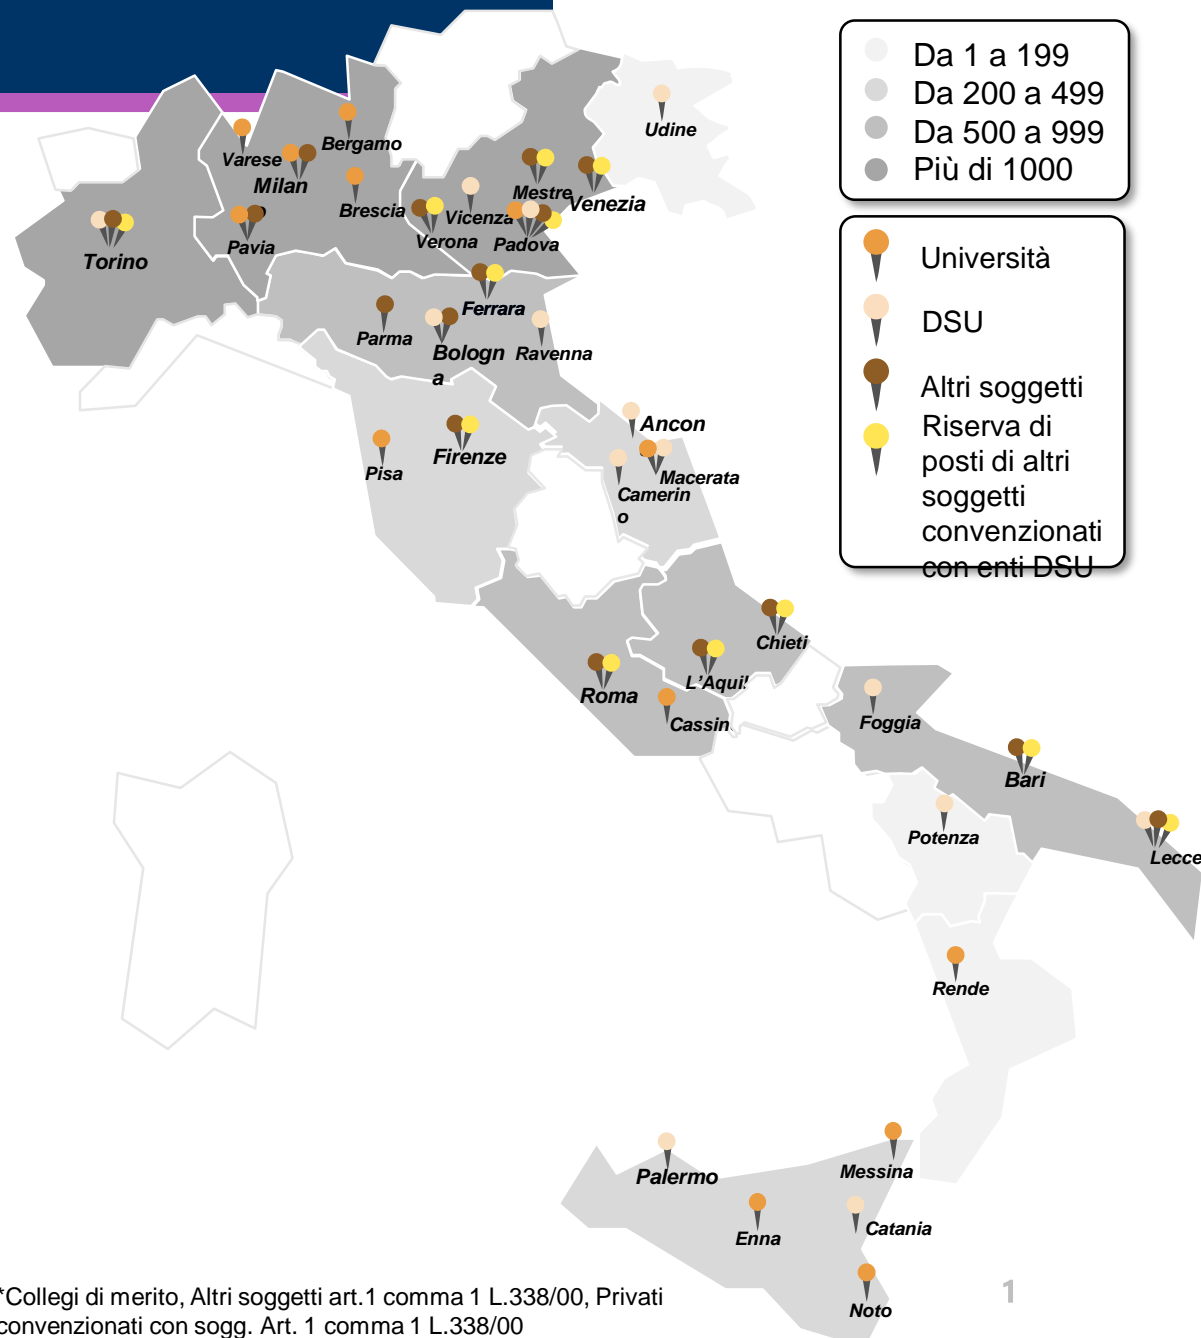 Da 1 a 199
Da 200 a 499
Da 500 a 999
Più di 1000
Università
DSU
Altri soggetti
Riserva di
posti di altri
soggetti
convenzionati
con enti DSU
Udine
Bergamo
Varese
Milan
Brescia
Mestre
Venezia
Vicenza
Verona
Padova
Pavia
Torino
Ferrara
Parma
Bologn
a
Ravenna
Ancon
Firenze
Pisa
Macerata
Camerin
o
Chieti
L'Aquil
Roma
Cassin
Foggia
Bari
Potenza
Lecce
Rende
Messina
Palermo
Catania
Enna
Noto
1
*Collegi di merito, Altri soggetti art.1 comma 1 L.338/00, Privati
convenzionati con sogg. Art. 1 comma 1 L.338/00